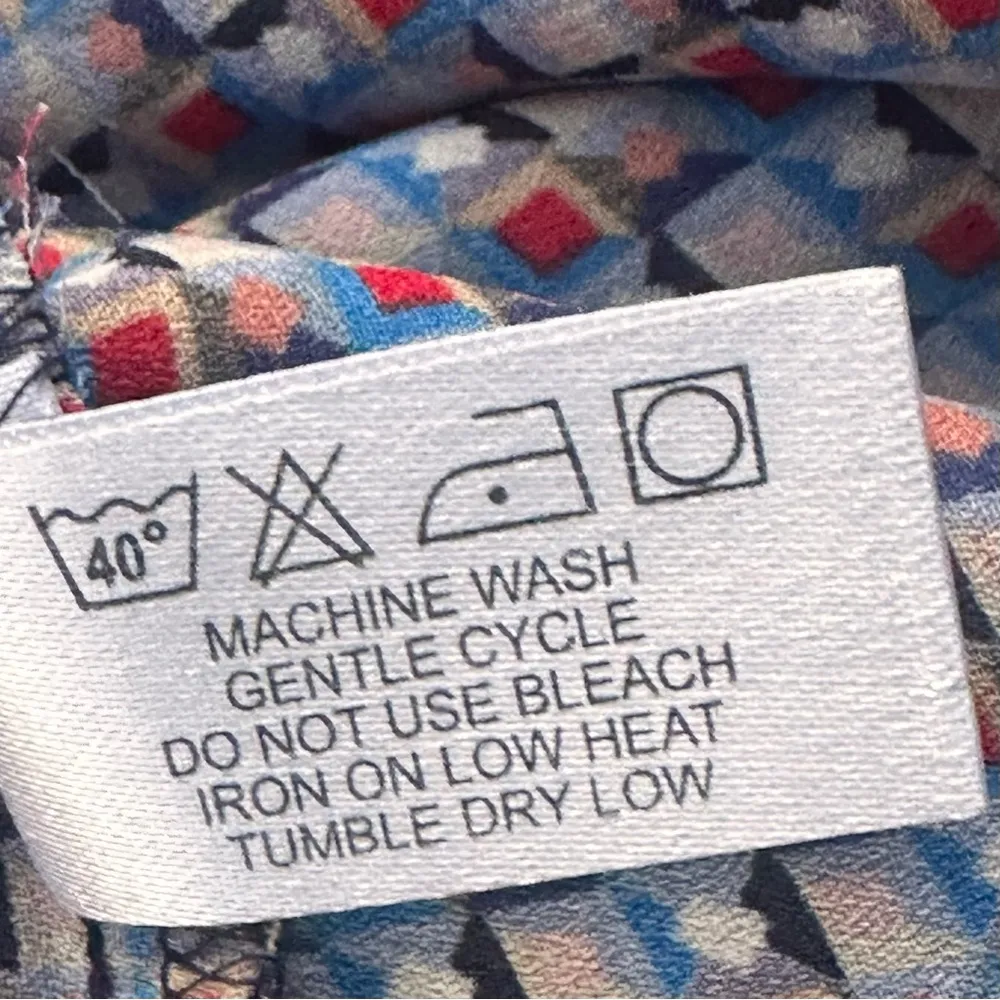 40°
MACHINE WASH
GENTLE CYCLE
DO NOT USE BLEACH
IRON ON LOW HEAT
TUMBLE DRY LOW